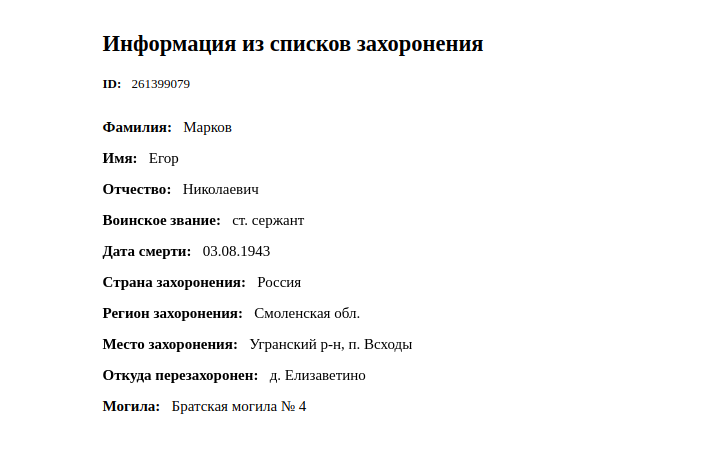 Информация из списков захоронения
ID: 261399079
Фамилия: Марков
Имя: Егор
Отчество: Николаевич
Воинское звание: ст. сержант
Дата смерти: 03.08.1943
Страна захоронения: Россия
Регион захоронения: Смоленская обл.
Место захоронения: Угранский р-н, п. Всходы
Откуда перезахоронен: д. Елизаветино
Могила: Братская могила № 4